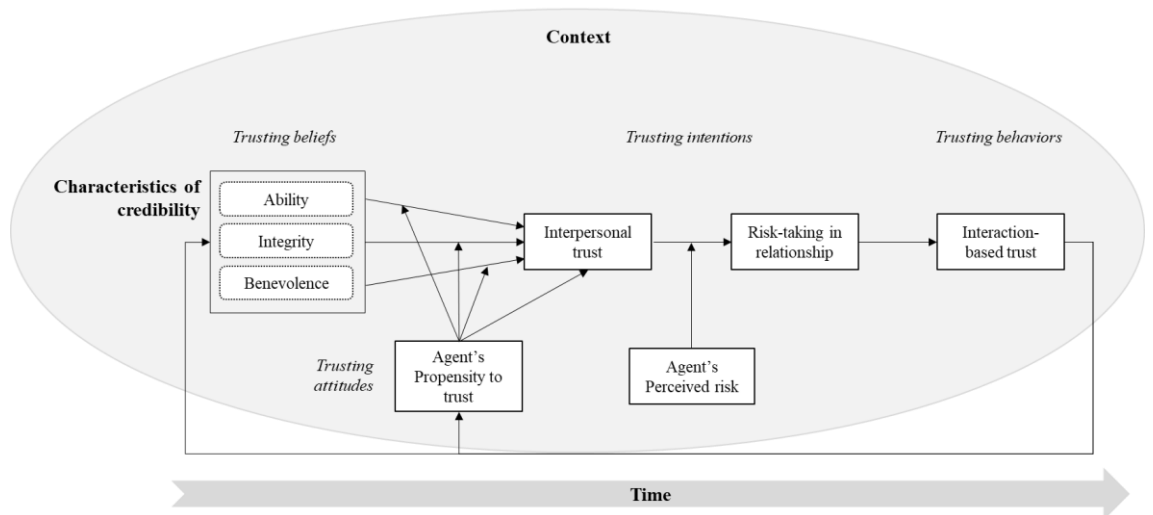 Context
Trusting beliefs
Trusting intentions
Trusting behaviors
Characteristics of
credibility
Ability
Integrity
Benevolence
Interpersonal
trust
Risk-taking in
relationship
Interaction-
based trust
Trusting
attitudes
Agent's
Propensity to
trust
Agent's
Perceived risk
Time